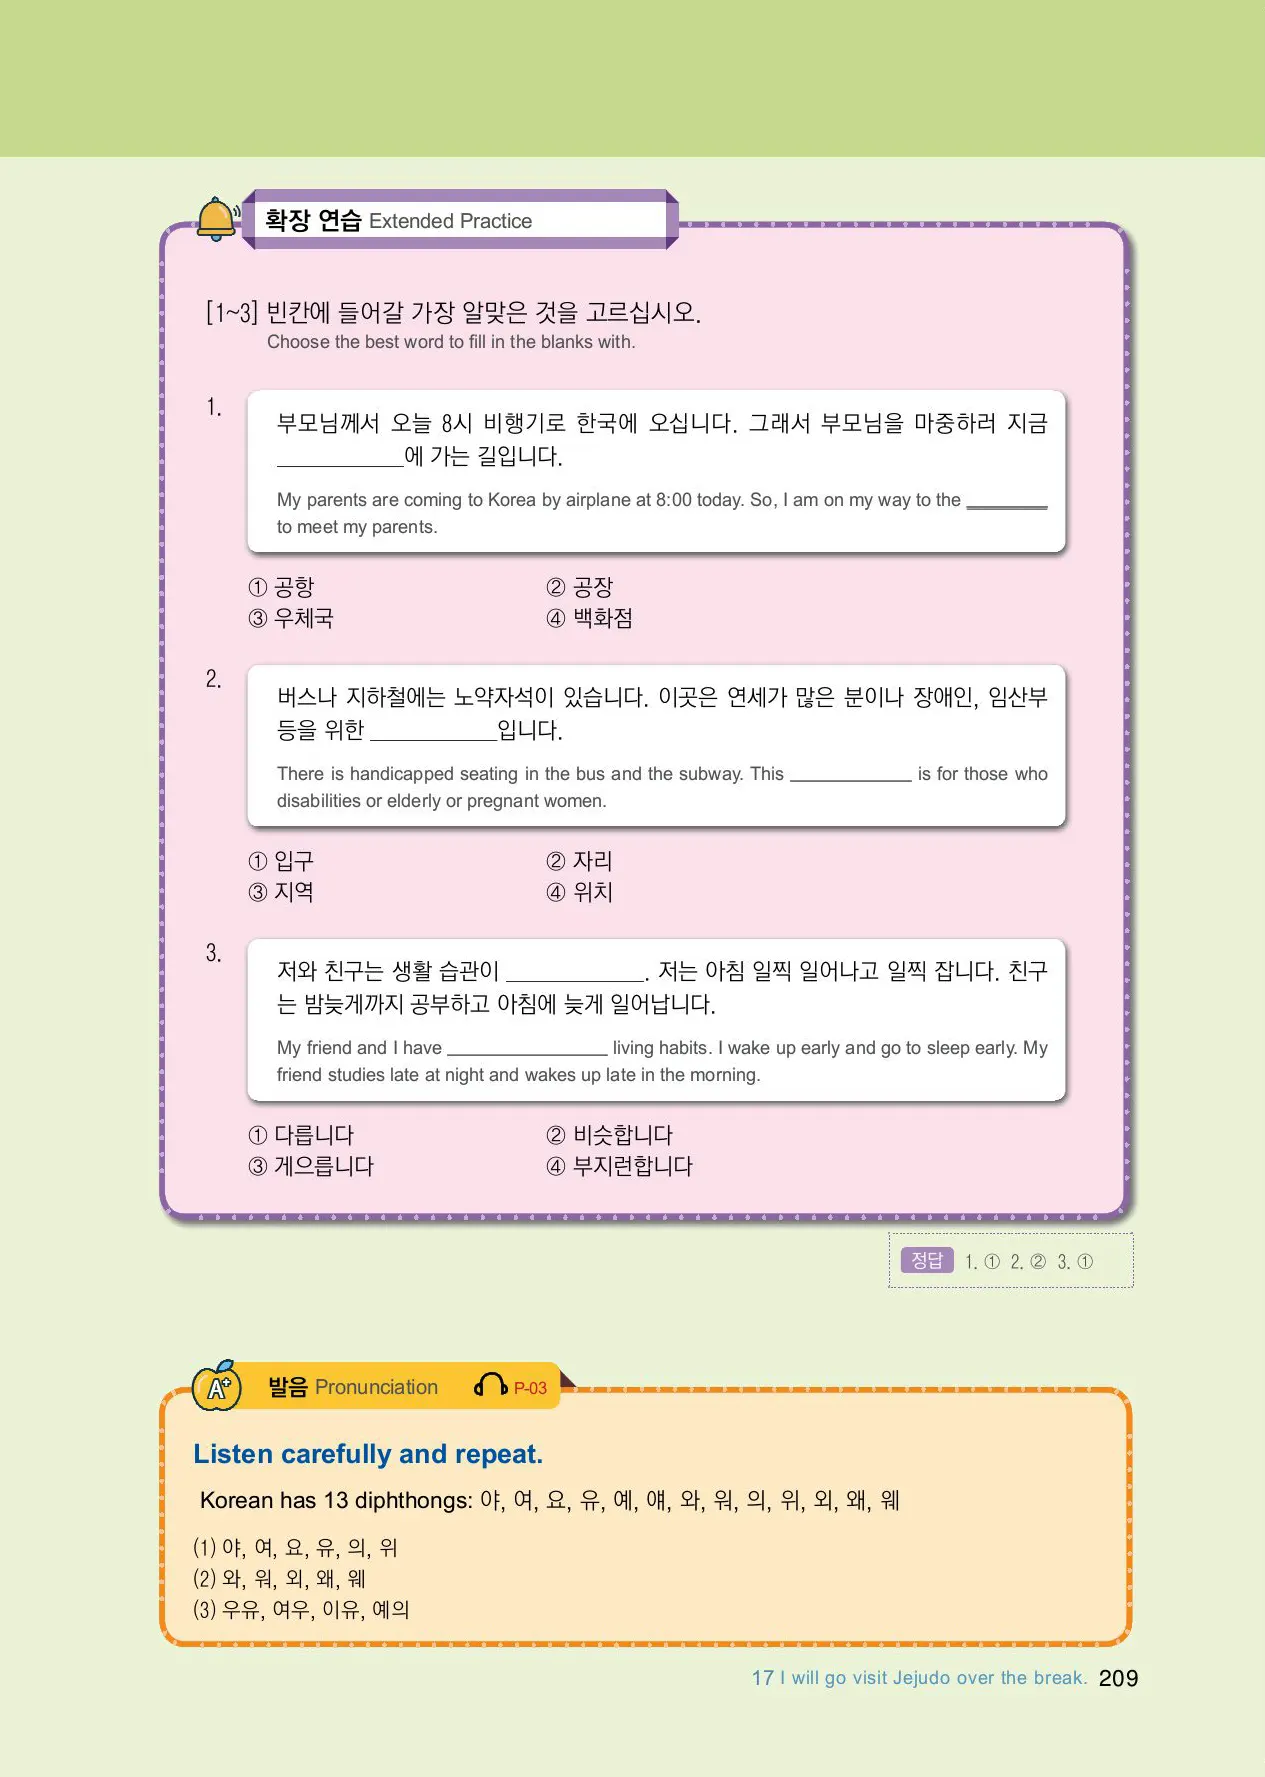 확장 연습 Extended Practice
[1~3] 빈칸에 들어갈 가장 알맞은 것을 고르십시오.
Choose the best word to fill in the blanks with.
1.
부모님께서 오늘 8시 비행기로 한국에 오십니다. 그래서 부모님을 마중하러 지금
____________에 가는 길입니다.
My parents are coming to Korea by airplane at 8:00 today. So, I am on my way to the ________
to meet my parents.
① 공항 ② 공장
③ 우체국 ④ 백화점
2.
버스나 지하철에는 노약자석이 있습니다. 이곳은 연세가 많은 분이나 장애인, 임산부
등을 위한 ____________입니다.
There is handicapped seating in the bus and the subway. This ____________ is for those who
disabilities or elderly or pregnant women.
① 입구 ② 자리
③ 지역 ④ 위치
3.
저와 친구는 생활 습관이 _____________. 저는 아침 일찍 일어나고 일찍 잡니다. 친구
는 밤늦게까지 공부하고 아침에 늦게 일어납니다.
My friend and I have ________________ living habits. I wake up early and go to sleep early. My
friend studies late at night and wakes up late in the morning.
① 다릅니다 ② 비슷합니다
③ 게으릅니다 ④ 부지런합니다
정답 1. ① 2. ② 3. ①
A+ 발음 Pronunciation P-03
Listen carefully and repeat.
Korean has 13 diphthongs: 야, 여, 요, 유, 예, 얘, 와, 워, 의, 위, 외, 왜, 웨
(1) 야, 여, 요, 유, 의, 위
(2) 와, 워, 외, 왜, 웨
(3) 우유, 여우, 이유, 예의
17 I will go visit Jejudo over the break. 209